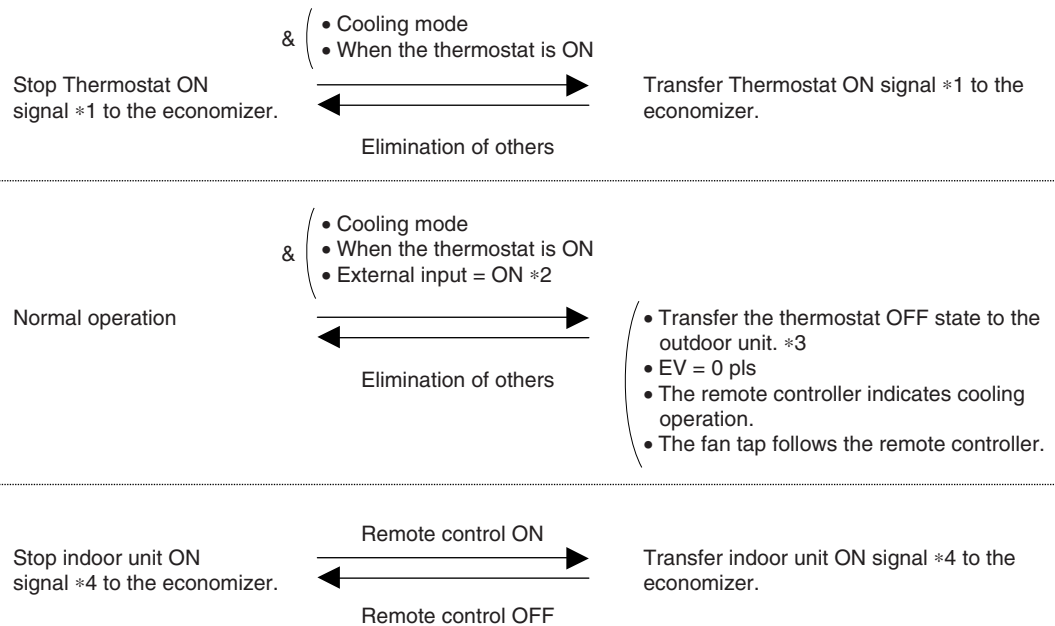 & • Cooling mode
• When the thermostat is ON
Stop Thermostat ON
signal *1 to the economizer.
Transfer Thermostat ON signal *1 to the
economizer.
Elimination of others
& • Cooling mode
• When the thermostat is ON
• External input = ON *2
Normal operation
• Transfer the thermostat OFF state to the
outdoor unit. *3
• EV = 0 pls
• The remote controller indicates cooling
operation.
• The fan tap follows the remote controller.
Elimination of others
Remote control ON
Stop indoor unit ON
signal *4 to the economizer.
Transfer indoor unit ON signal *4 to the
economizer.
Remote control OFF